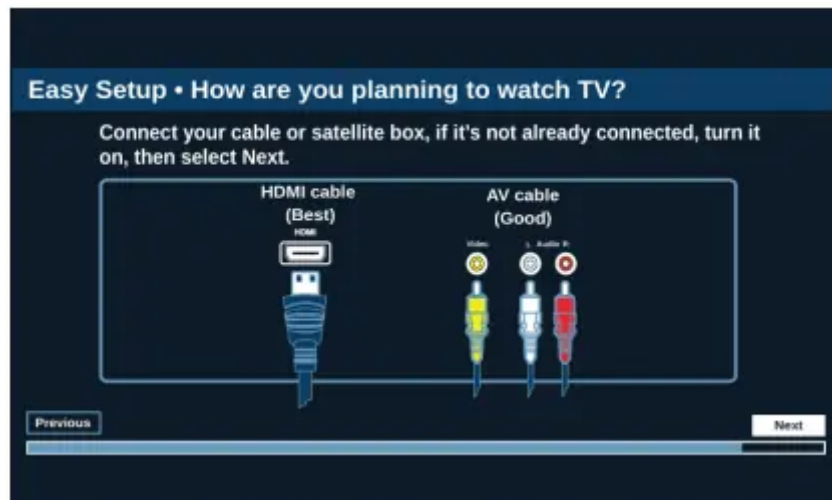 Easy Setup • How are you planning to watch TV?
Connect your cable or satellite box, if it's not already connected, turn it
on, then select Next.
HDMI cable
(Best)
HDMI
AV cable
(Good)
Video L Audio R
Previous
Next